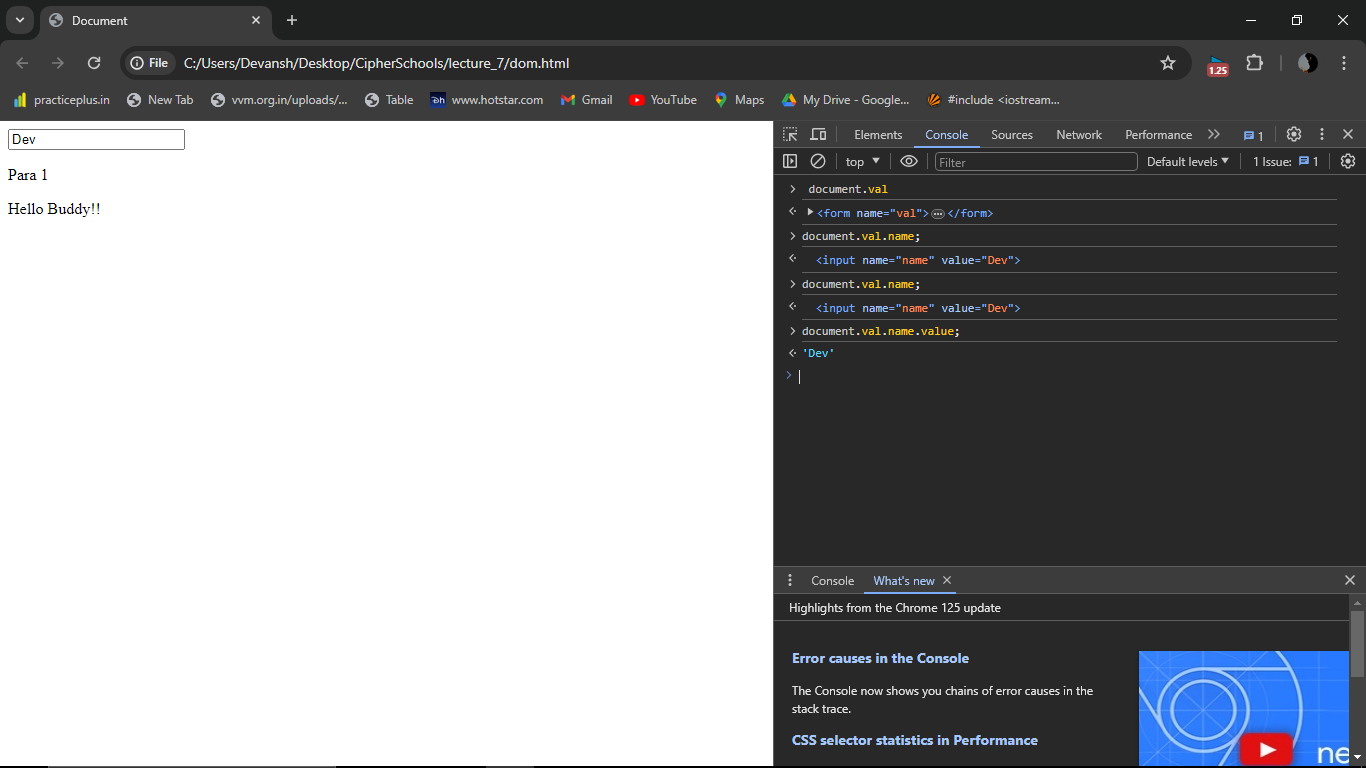 Document
File C:/Users/Devansh/Desktop/CipherSchools/lecture_7/dom.html
1.25
practiceplus.in New Tab vvm.org.in/uploads/... Table www.hotstar.com Gmail YouTube Maps My Drive - Google... #include <iostream...
Dev
Para 1
Hello Buddy!!
Elements Console Sources Network Performance 1
top Filter Default levels 1 Issue: 1
document.val
<form name="val">…</form>
document.val.name;
<input name="name" value="Dev">
document.val.name;
<input name="name" value="Dev">
document.val.name.value;
'Dev'
Console What's new
Highlights from the Chrome 125 update
Error causes in the Console
The Console now shows you chains of error causes in the
stack trace.
CSS selector statistics in Performance
ne